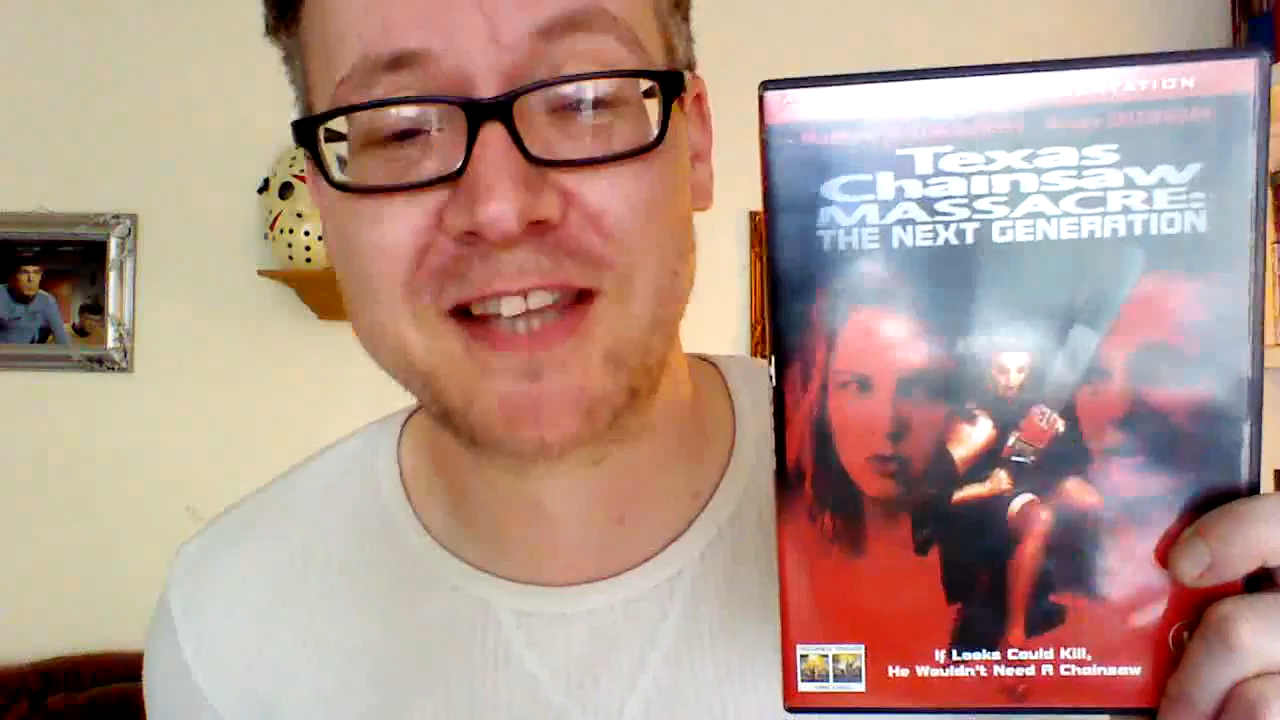 Texas
Chainsaw
MASSACRE:
THE NEXT GENERATION
If Looks Could Kill,
He Wouldn't Need A Chainsaw